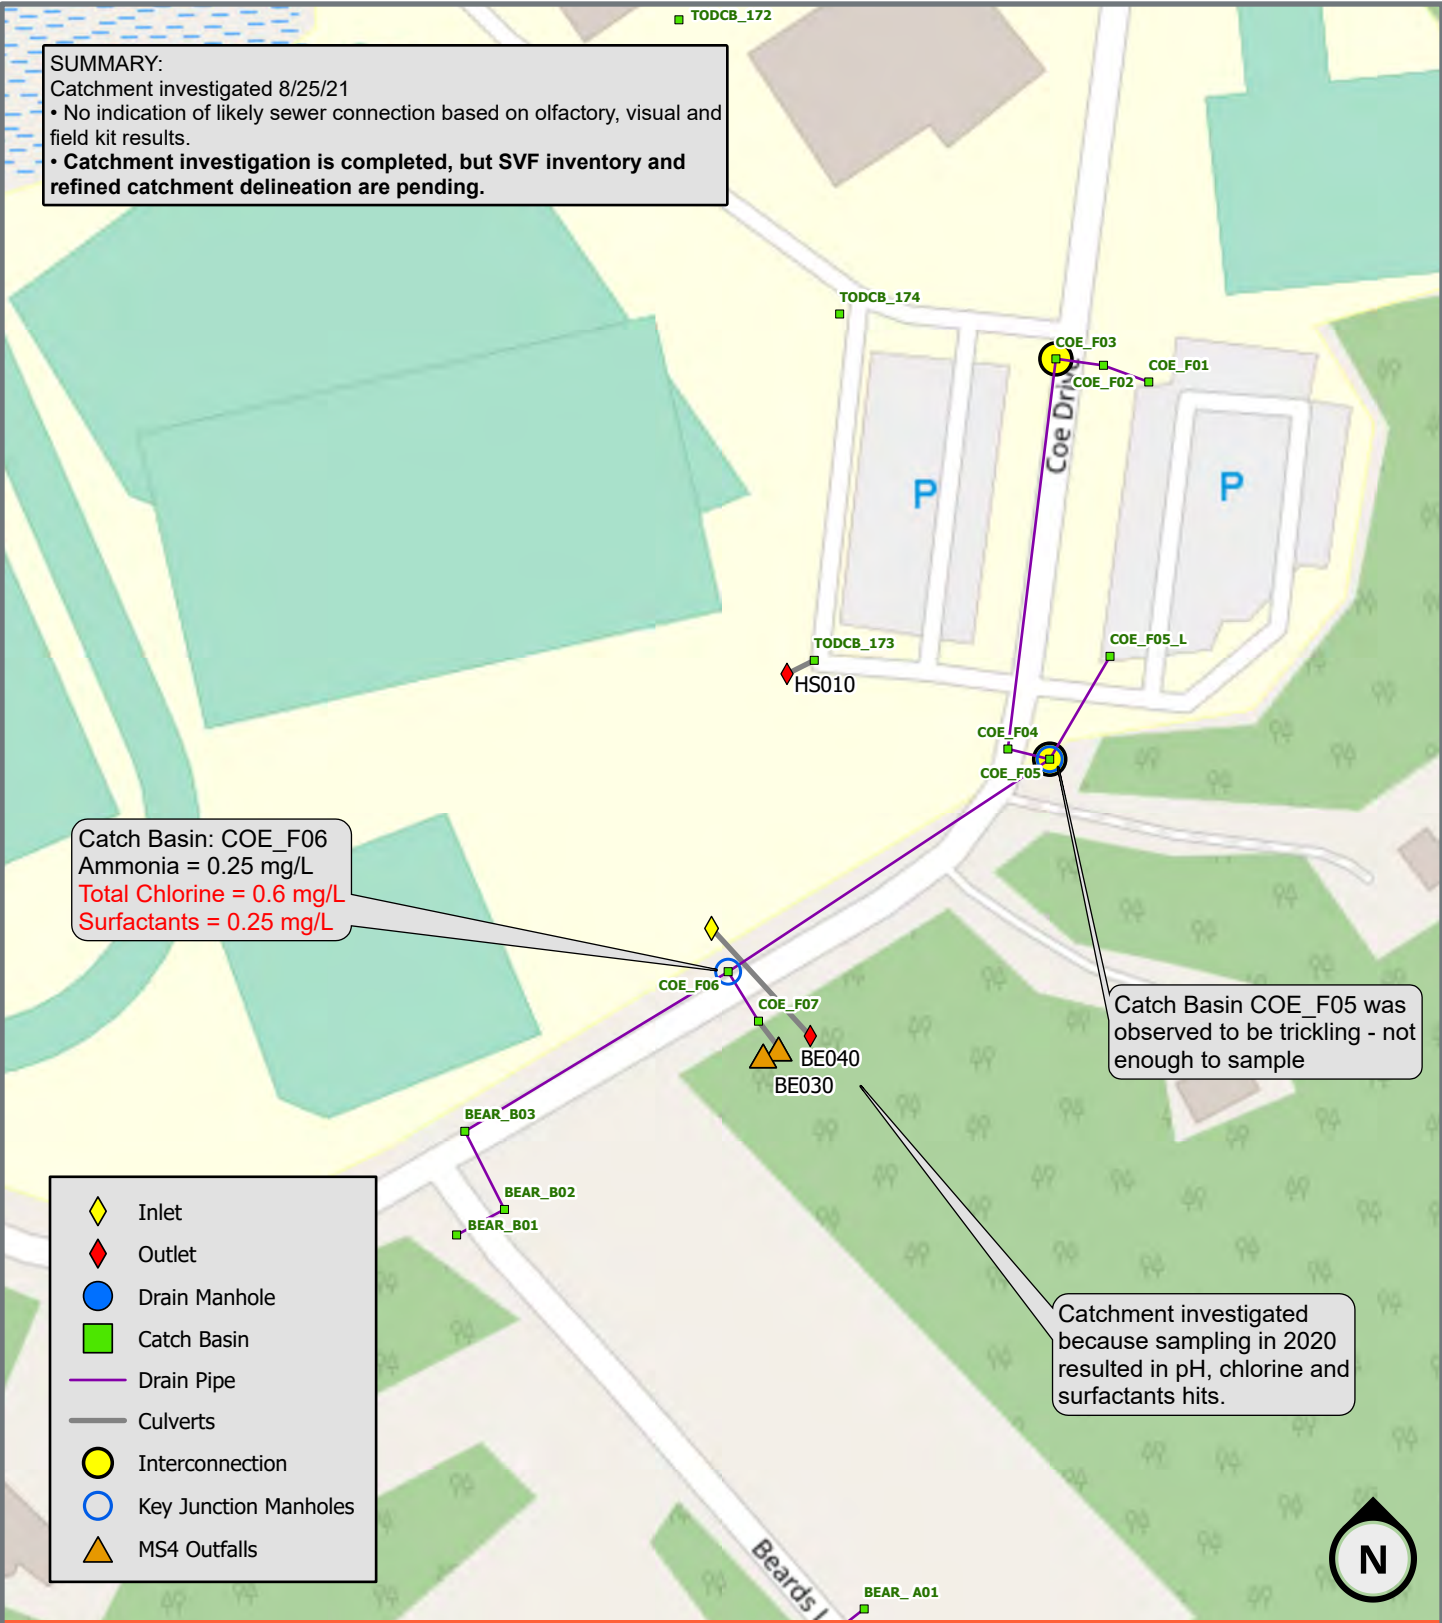 TODCB_172
SUMMARY:
Catchment investigated 8/25/21
• No indication of likely sewer connection based on olfactory, visual and
field kit results.
• Catchment investigation is completed, but SVF inventory and
refined catchment delineation are pending.
TODCB_174
COE_F03
COE_F01
COE_F02
Coe Drive
P
P
COE_F05_L
TODCB_173
HS010
COE_F04
COE_F05
Catch Basin: COE_F06
Ammonia = 0.25 mg/L
Total Chlorine = 0.6 mg/L
Surfactants = 0.25 mg/L
COE_F06
COE_F07
Catch Basin COE_F05 was
observed to be trickling - not
enough to sample
BE040
BE030
BEAR_B03
BEAR_B02
BEAR_B01
Inlet
Outlet
Drain Manhole
Catch Basin
Drain Pipe
Culverts
Interconnection
Key Junction Manholes
MS4 Outfalls
Catchment investigated
because sampling in 2020
resulted in pH, chlorine and
surfactants hits.
N
Beards
BEAR_ A01